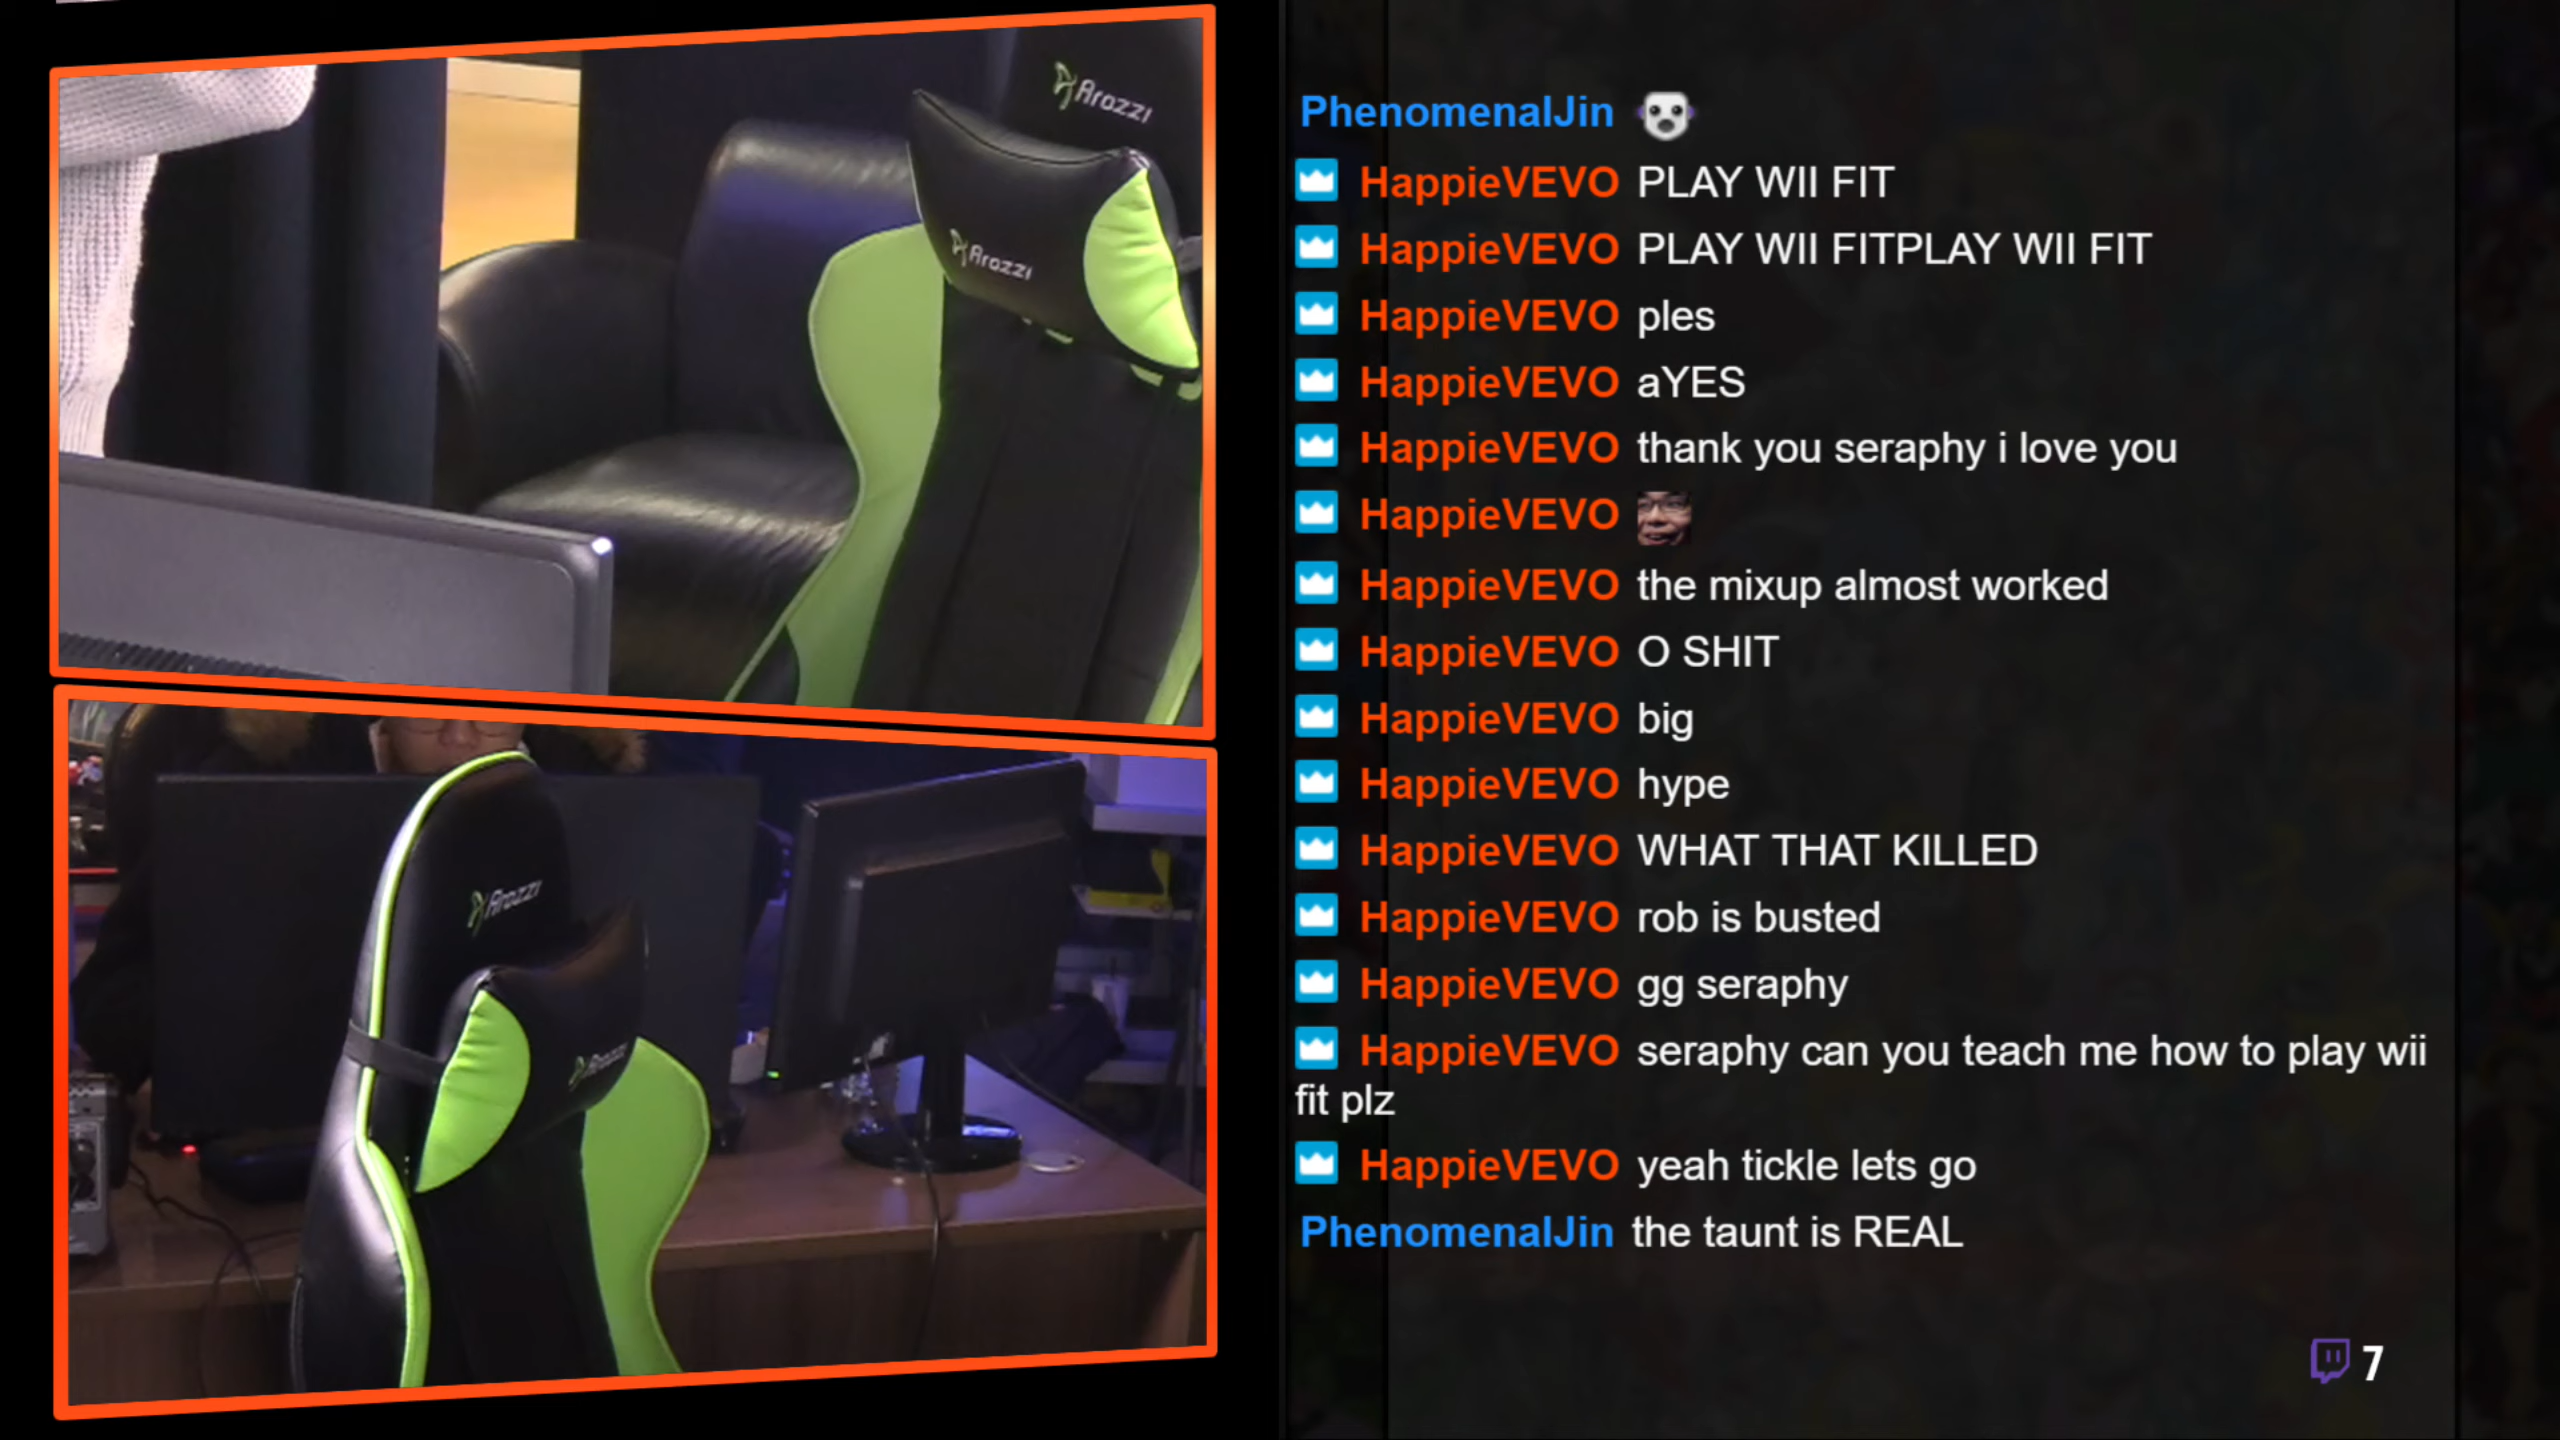 Arozzi
Arozzi
Arozzi
Arozzi
PhenomenalJin
HappieVEVO PLAY WII FIT
HappieVEVO PLAY WII FITPLAY WII FIT
HappieVEVO ples
HappieVEVO aYES
HappieVEVO thank you seraphy i love you
HappieVEVO
HappieVEVO the mixup almost worked
HappieVEVO O SHIT
HappieVEVO big
HappieVEVO hype
HappieVEVO WHAT THAT KILLED
HappieVEVO rob is busted
HappieVEVO gg seraphy
HappieVEVO seraphy can you teach me how to play wii
fit plz
HappieVEVO yeah tickle lets go
PhenomenalJin the taunt is REAL
7